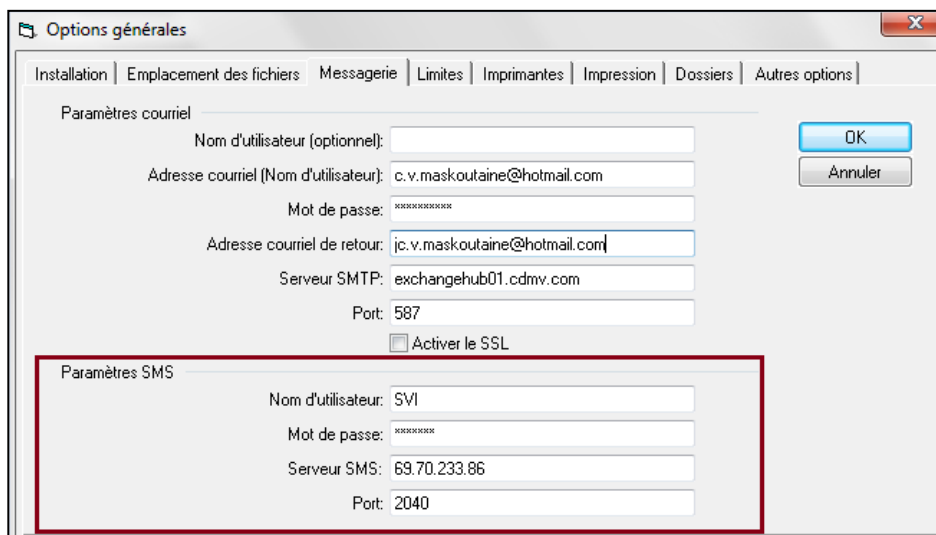 Options générales
Installation Emplacement des fichiers Messagerie Limites Imprimantes Impression Dossiers Autres options
Paramètres courriel
Nom d'utilisateur (optionnel):
OK
Adresse courriel (Nom d'utilisateur): c.v.maskoutaine@hotmail.com
Annuler
Mot de passe: **********
Adresse courriel de retour: jc.v.maskoutaine@hotmail.com
Serveur SMTP: exchangehub01.cdmv.com
Port: 587
Activer le SSL
Paramètres SMS
Nom d'utilisateur: SVI
Mot de passe: *******
Serveur SMS: 69.70.233.86
Port: 2040